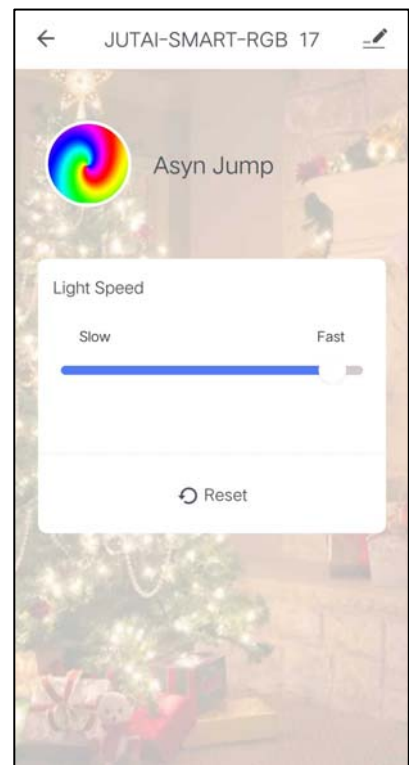 JUTAI-SMART-RGB 17
Asyn Jump
Light Speed
Slow Fast
Reset